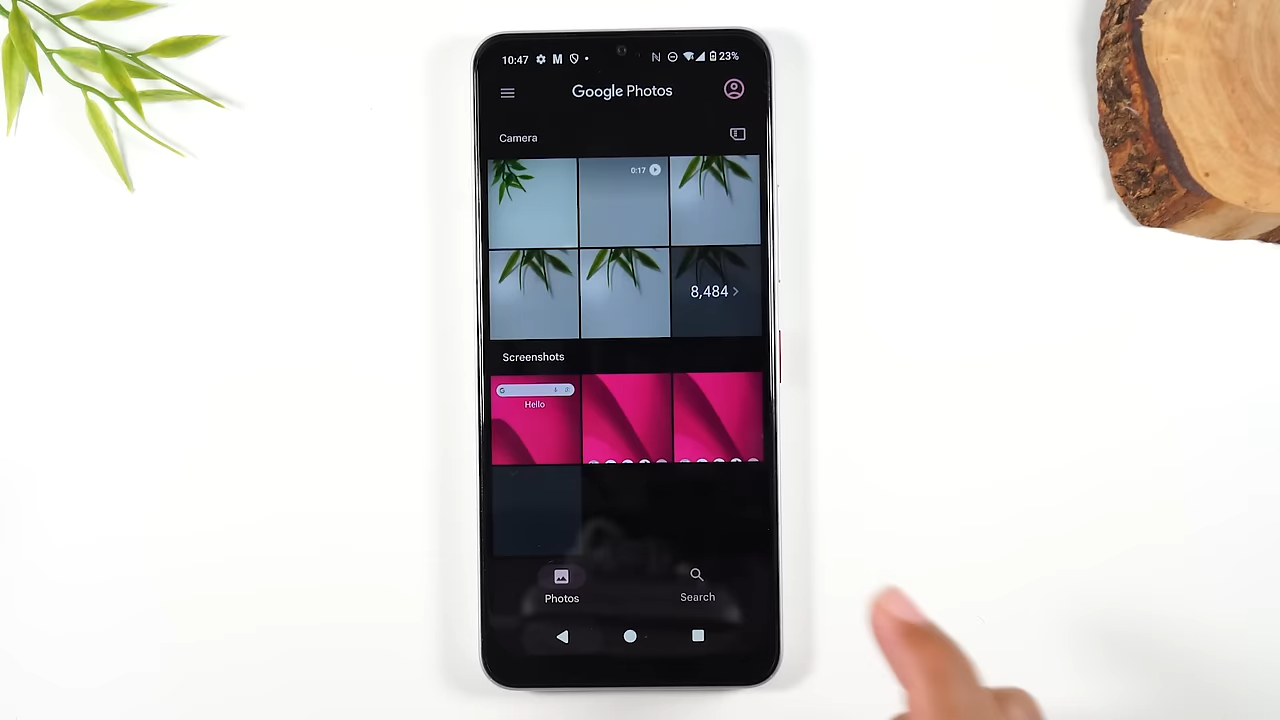 10:47 M 23%
Google Photos
Camera
0:17
8,484 >
Screenshots
G
Hello
Photos
Search